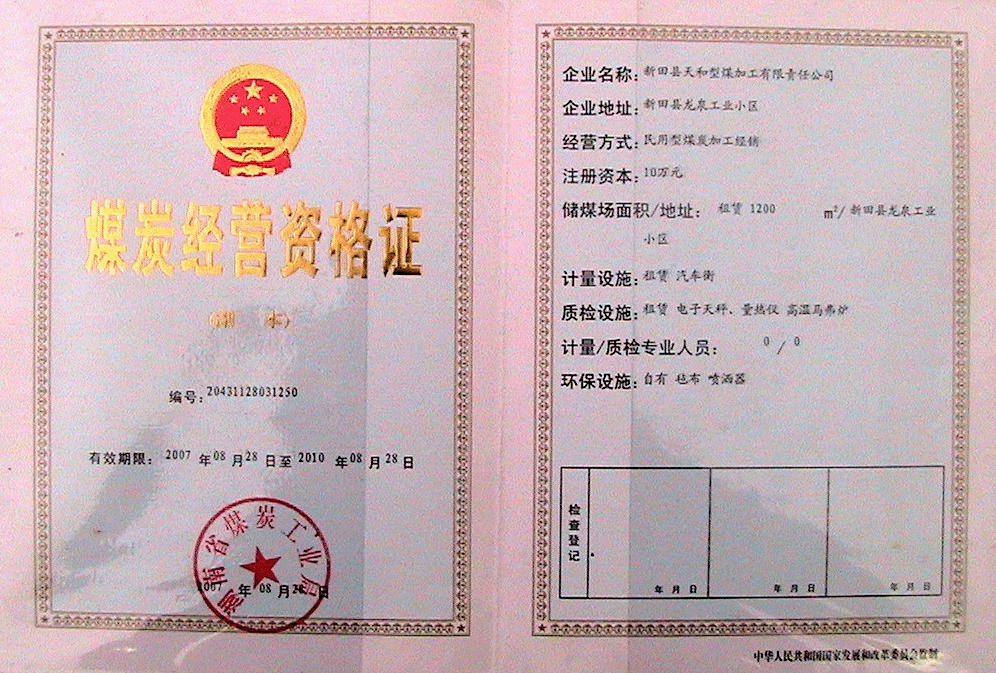 煤炭经营资格证
(副 本)
编号:20431128031250
有效期限: 2007 年 08 月 28 日至 2010 年 08 月 28 日
湖南省煤炭工业局
2007 年 08 月 28 日
企业名称: 新田县天和型煤加工有限责任公司
企业地址: 新田县龙泉工业小区
经营方式: 民用型煤炭加工经销
注册资本: 10万元
储煤场面积/地址: 租赁 1200 m²/ 新田县龙泉工业
小区
计量设施: 租赁 汽车衡
质检设施: 租赁 电子天秤、量热仪 高温马弗炉
计量/质检专业人员: 0 / 0
环保设施: 自有 毡布 喷洒器
检查登记
年 月 日 年 月 日 年 月 日
中华人民共和国国家发展和改革委员会监制